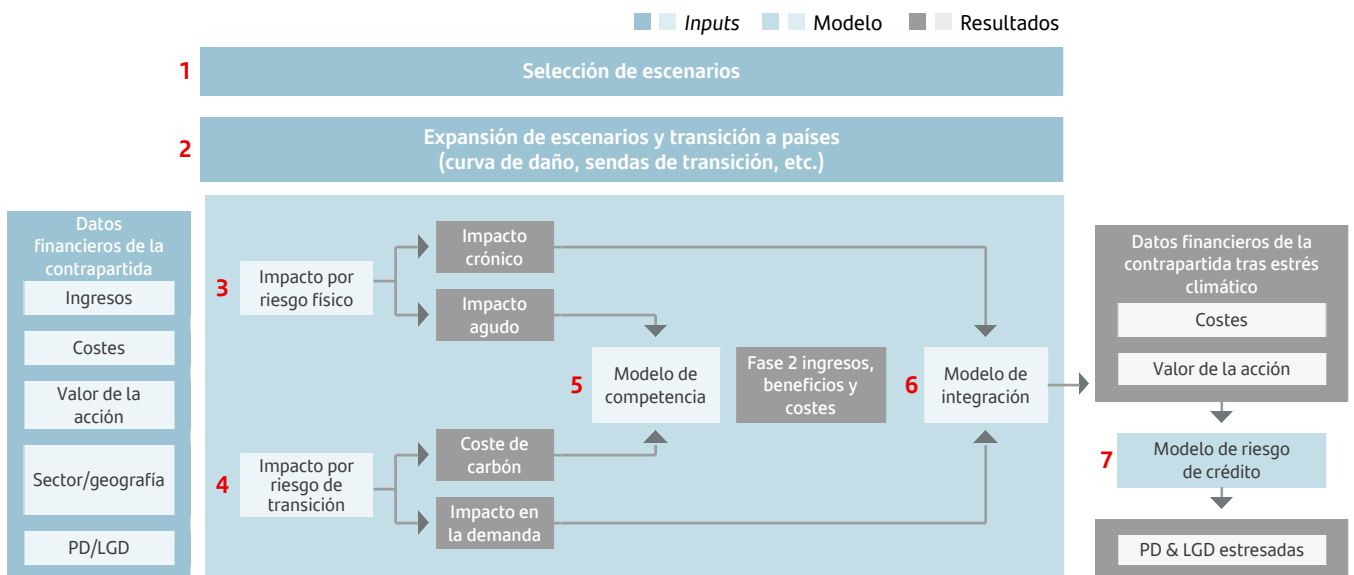 Inputs Modelo Resultados
1 Selección de escenarios
2 Expansión de escenarios y transición a países
(curva de daño, sendas de transición, etc.)
Datos
financieros de la
contrapartida
Ingresos
Costes
Valor de la
acción
Sector/geografía
PD/LGD
3 Impacto por
riesgo físico
Impacto
crónico
Impacto
agudo
4 Impacto por
riesgo de
transición
Coste de
carbón
Impacto en
la demanda
5 Modelo de
competencia
Fase 2 ingresos,
beneficios y
costes
6 Modelo de
integración
Datos financieros de la
contrapartida tras estrés
climático
Costes
Valor de la acción
7 Modelo de riesgo
de crédito
PD & LGD estresadas